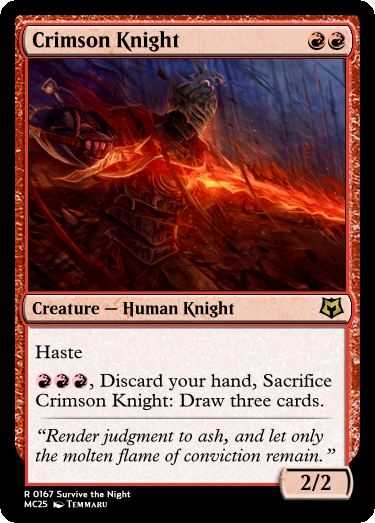 Crimson Knight
Creature — Human Knight
Haste
, Discard your hand, Sacrifice
Crimson Knight: Draw three cards.
“Render judgment to ash, and let only
the molten flame of conviction remain.”
2/2
R 0167 Survive the Night
MC25 Temmaru